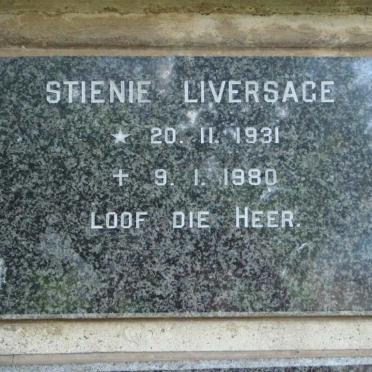 STIENIE LIVERSAGE
★ 20. 11. 1931
✝ 9. 1. 1980
LOOF DIE HEER.